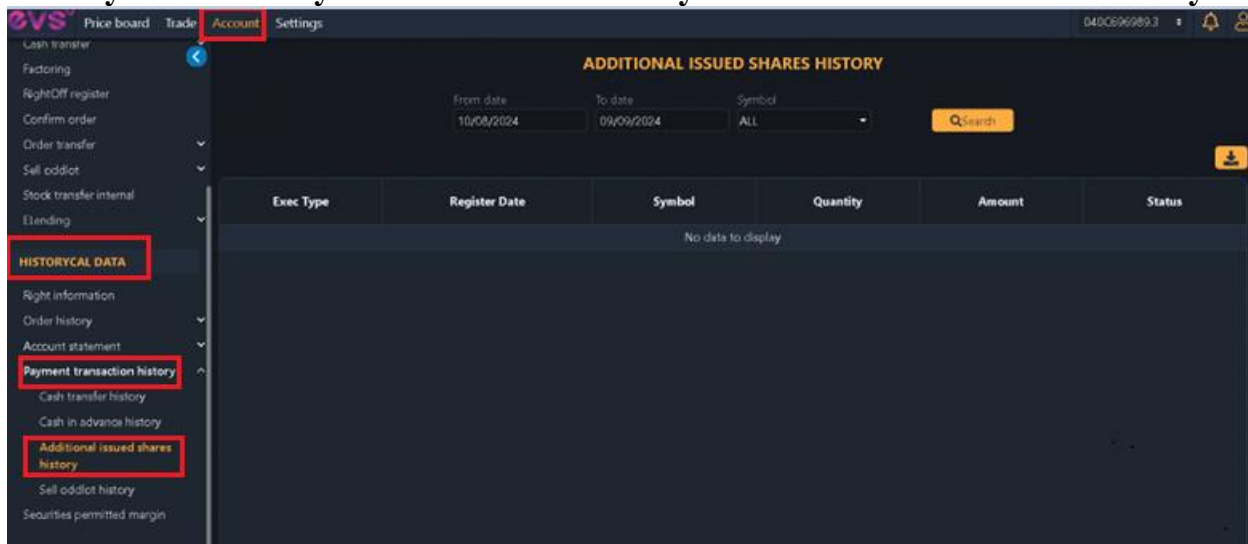 evs Price board Trade Account Settings 040C696989.3
Cash transfer
Factoring
RightOff register
Confirm order
Order transfer
Sell oddlot
Stock transfer internal
Elending
HISTORYCAL DATA
Right information
Order history
Account statement
Payment transaction history
Cash transfer history
Cash in advance history
Additional issued shares
history
Sell oddlot history
Securities permitted margin
ADDITIONAL ISSUED SHARES HISTORY
From date To date Symbol
10/08/2024 09/09/2024 ALL Search
Exec Type Register Date Symbol Quantity Amount Status
No data to display